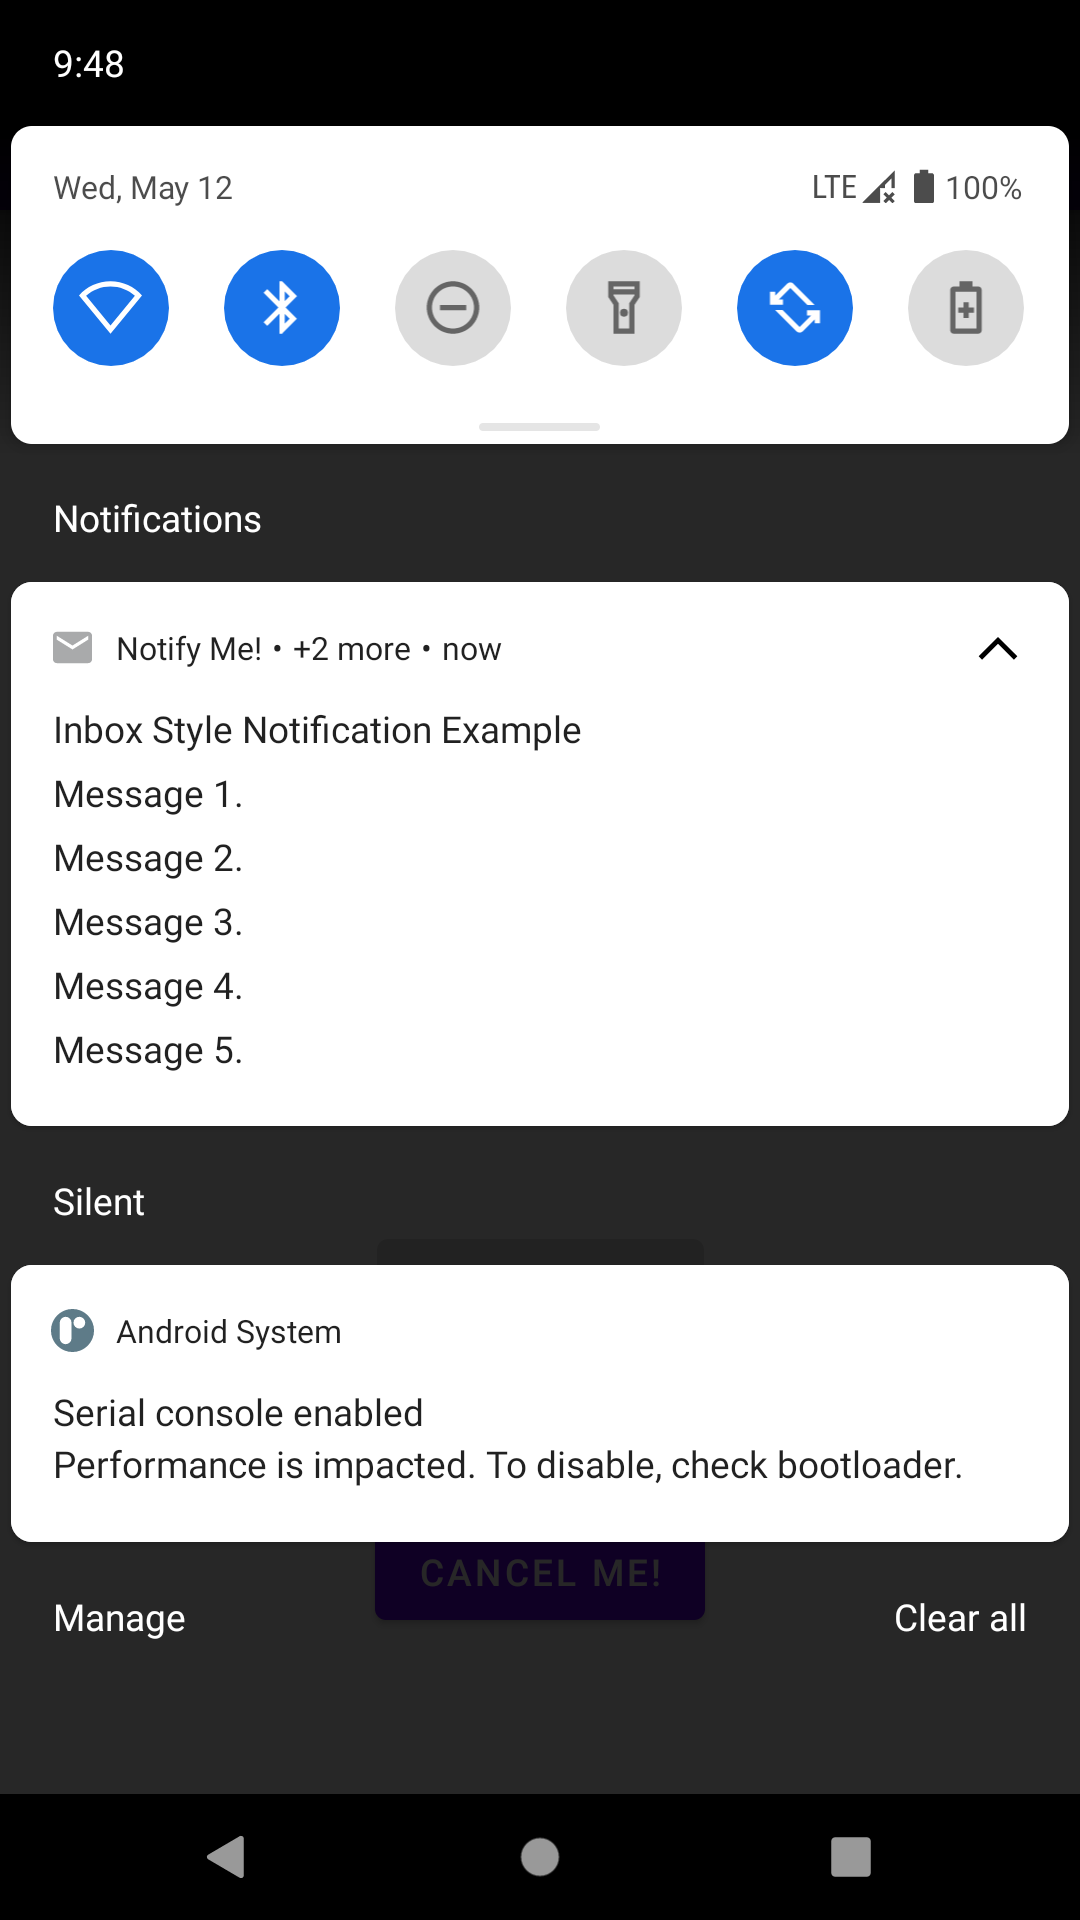 9:48
Wed, May 12
LTE 100%
Notifications
Notify Me! • +2 more • now
Inbox Style Notification Example
Message 1.
Message 2.
Message 3.
Message 4.
Message 5.
Silent
Android System
Serial console enabled
Performance is impacted. To disable, check bootloader.
CANCEL ME!
Manage
Clear all